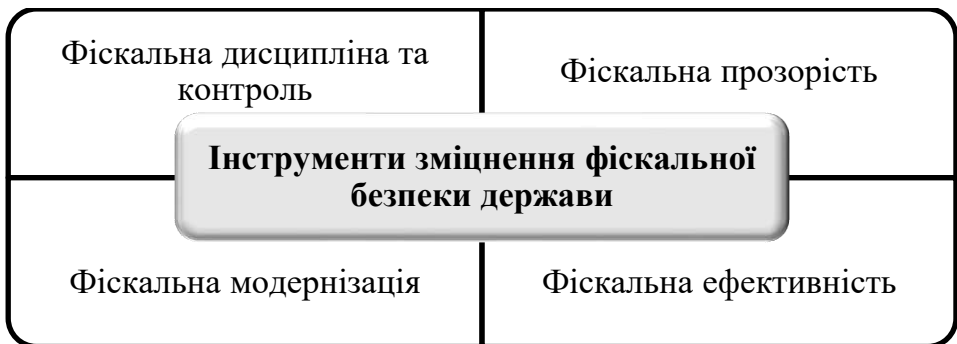 Фіскальна дисципліна та
контроль
Фіскальна прозорість
Інструменти зміцнення фіскальної
безпеки держави
Фіскальна модернізація
Фіскальна ефективність